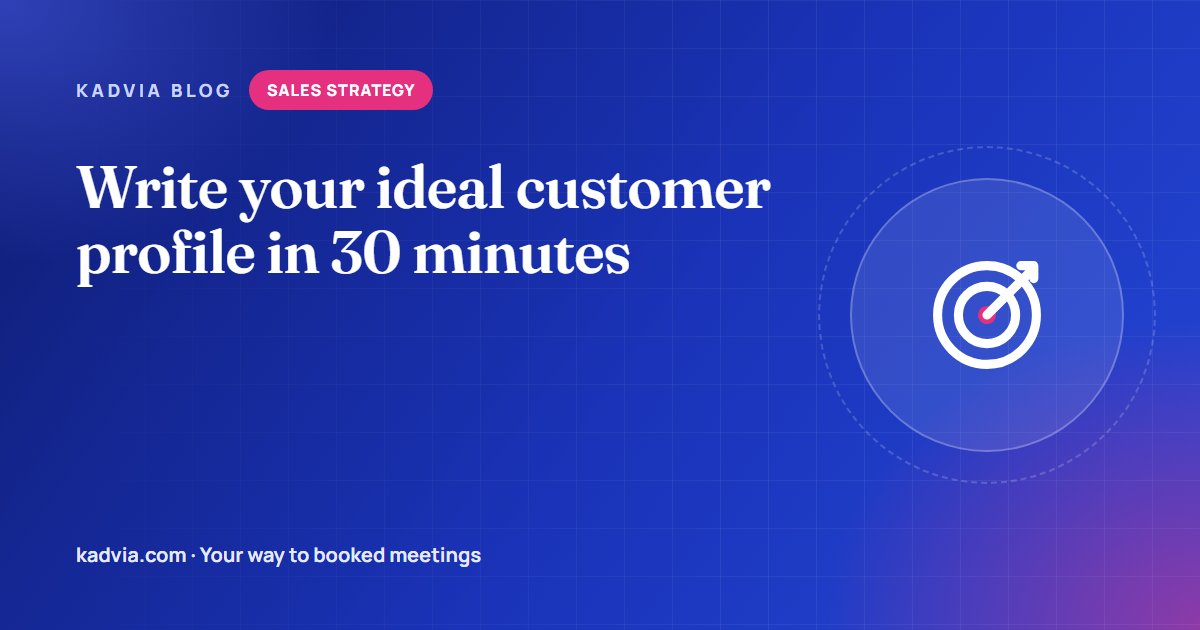 KADVIA BLOG
SALES STRATEGY
Write your ideal customer
profile in 30 minutes
kadvia.com · Your way to booked meetings